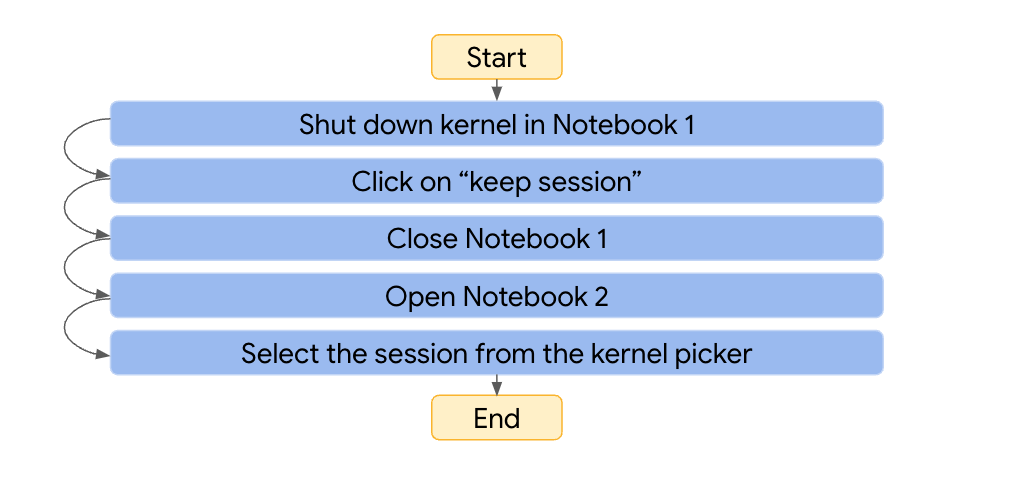 Start
Shut down kernel in Notebook 1
Click on “keep session”
Close Notebook 1
Open Notebook 2
Select the session from the kernel picker
End